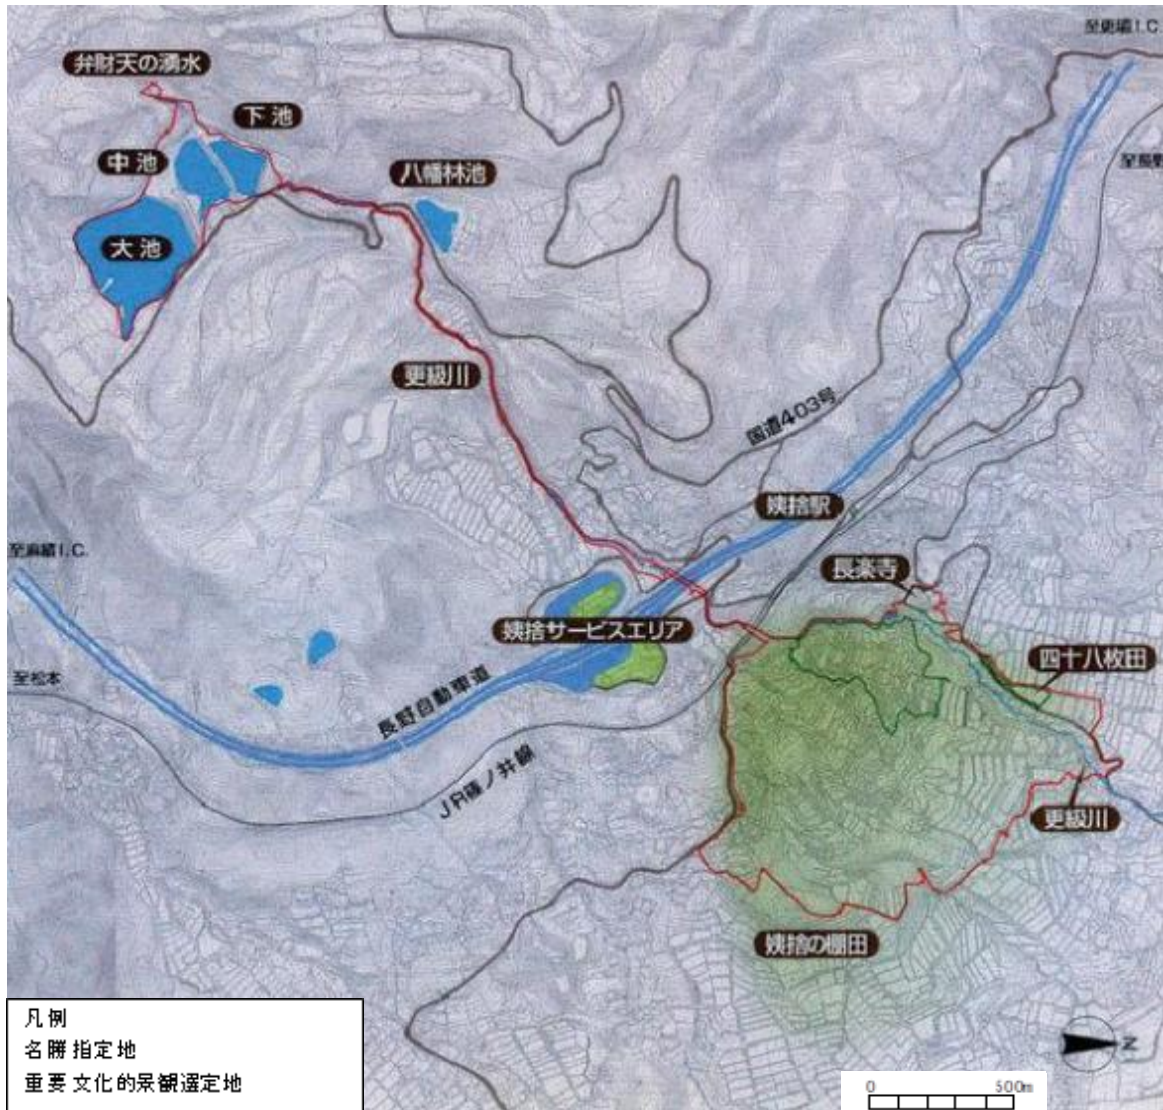 至更埴I.C.
弁財天の湧水
下池
中池
八幡林池
大池
更級川
国道403号
姨捨駅
至麻績I.C.
長楽寺
姨捨サービスエリア
四十八枚田
至松本
長野自動車道
JR篠ノ井線
更級川
姨捨の棚田
凡例
名勝指定地
重要文化的景観選定地
N
0 500m